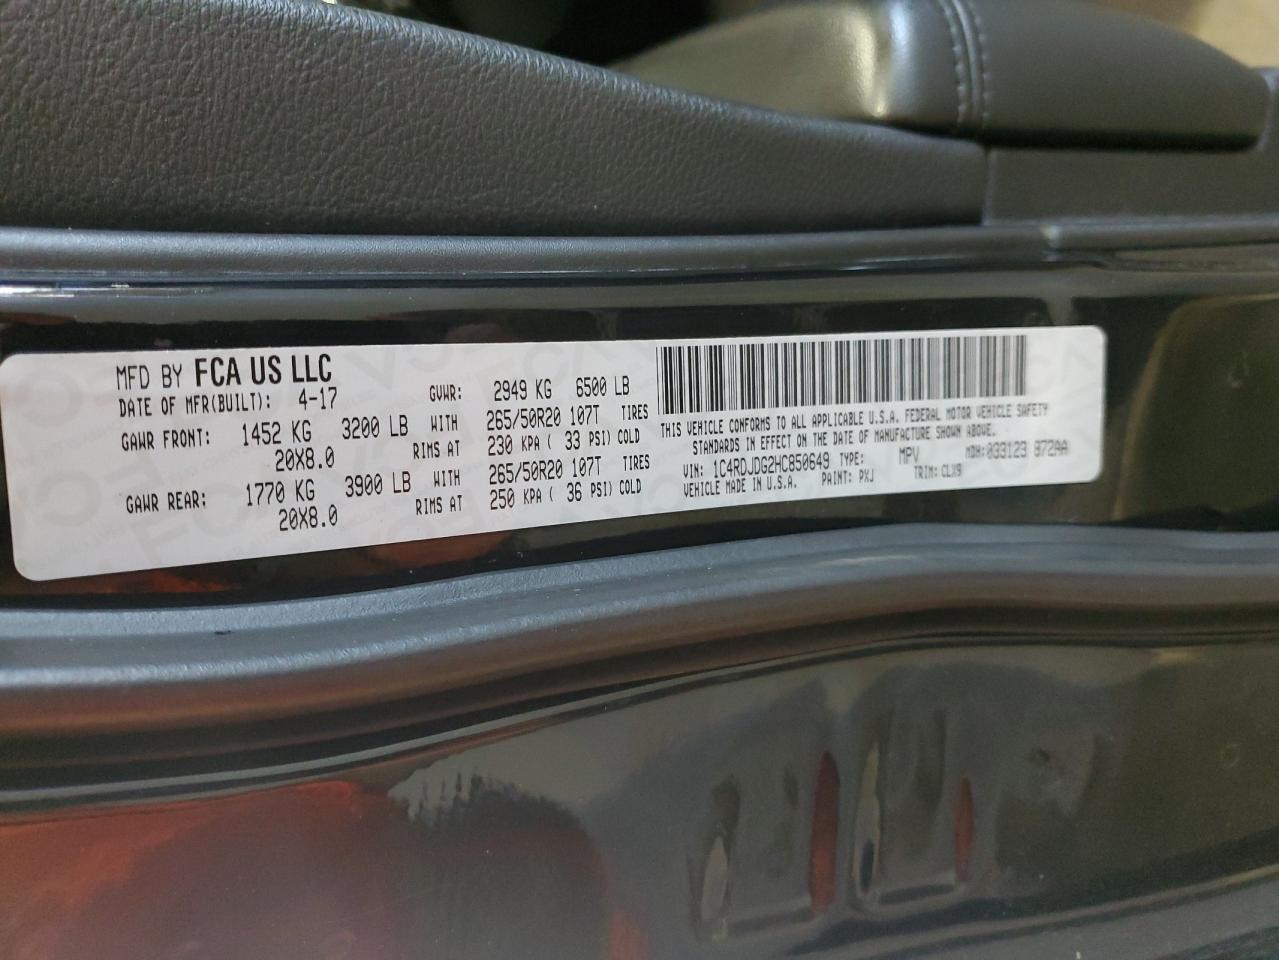 MFD BY FCA US LLC
DATE OF MFR(BUILT): 4-17 GVWR: 2949 KG 6500 LB
GAWR FRONT: 1452 KG 3200 LB WITH 265/50R20 107T TIRES
20X8.0 RIMS AT 230 KPA ( 33 PSI) COLD
GAWR REAR: 1770 KG 3900 LB WITH 265/50R20 107T TIRES
20X8.0 RIMS AT 250 KPA ( 36 PSI) COLD
THIS VEHICLE CONFORMS TO ALL APPLICABLE U.S.A. FEDERAL MOTOR VEHICLE SAFETY
STANDARDS IN EFFECT ON THE DATE OF MANUFACTURE SHOWN ABOVE.
VIN: 1C4RDJDG2HC850649 TYPE: MPV MDH: 033123 872AA
VEHICLE MADE IN U.S.A. PAINT: PXJ TRIM: CLX9